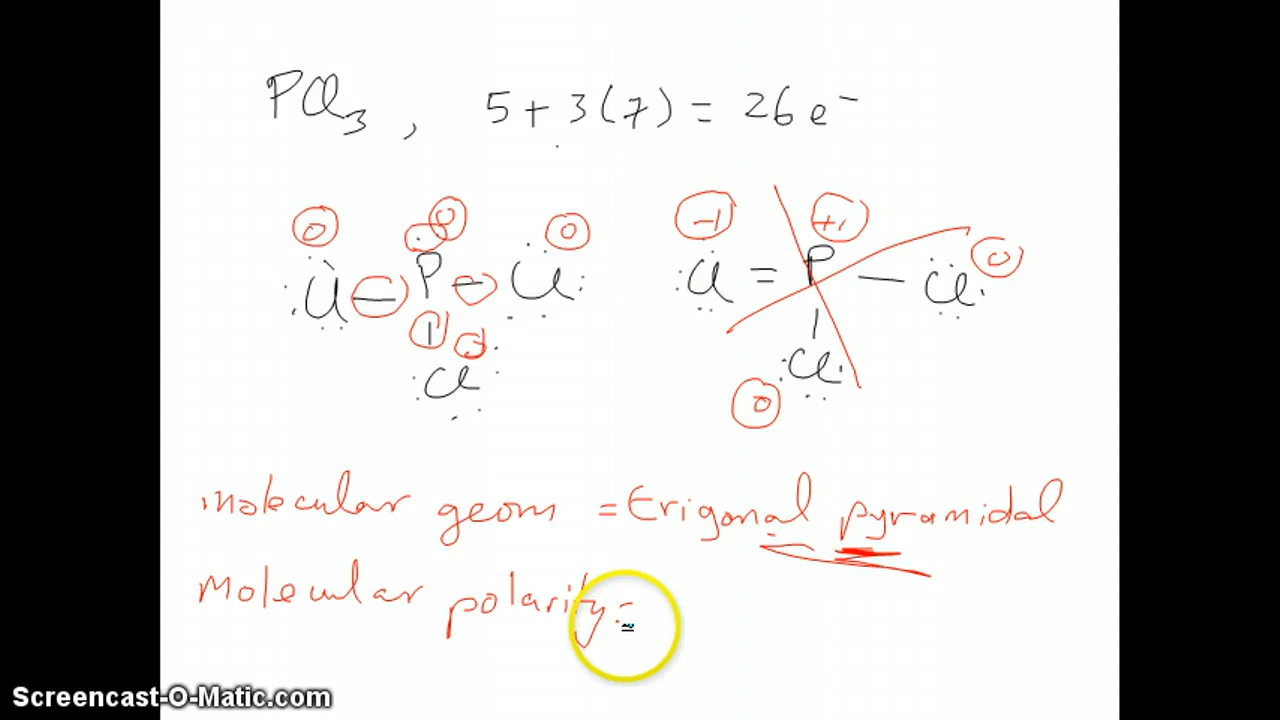 PCl₃, 5 + 3(7) = 26 e⁻
0 0 0 -1 +1 0
Cl — P — Cl Cl = P — Cl
Cl Cl
0
molecular geom = trigonal pyramidal
Molecular polarity =
Screencast-O-Matic.com